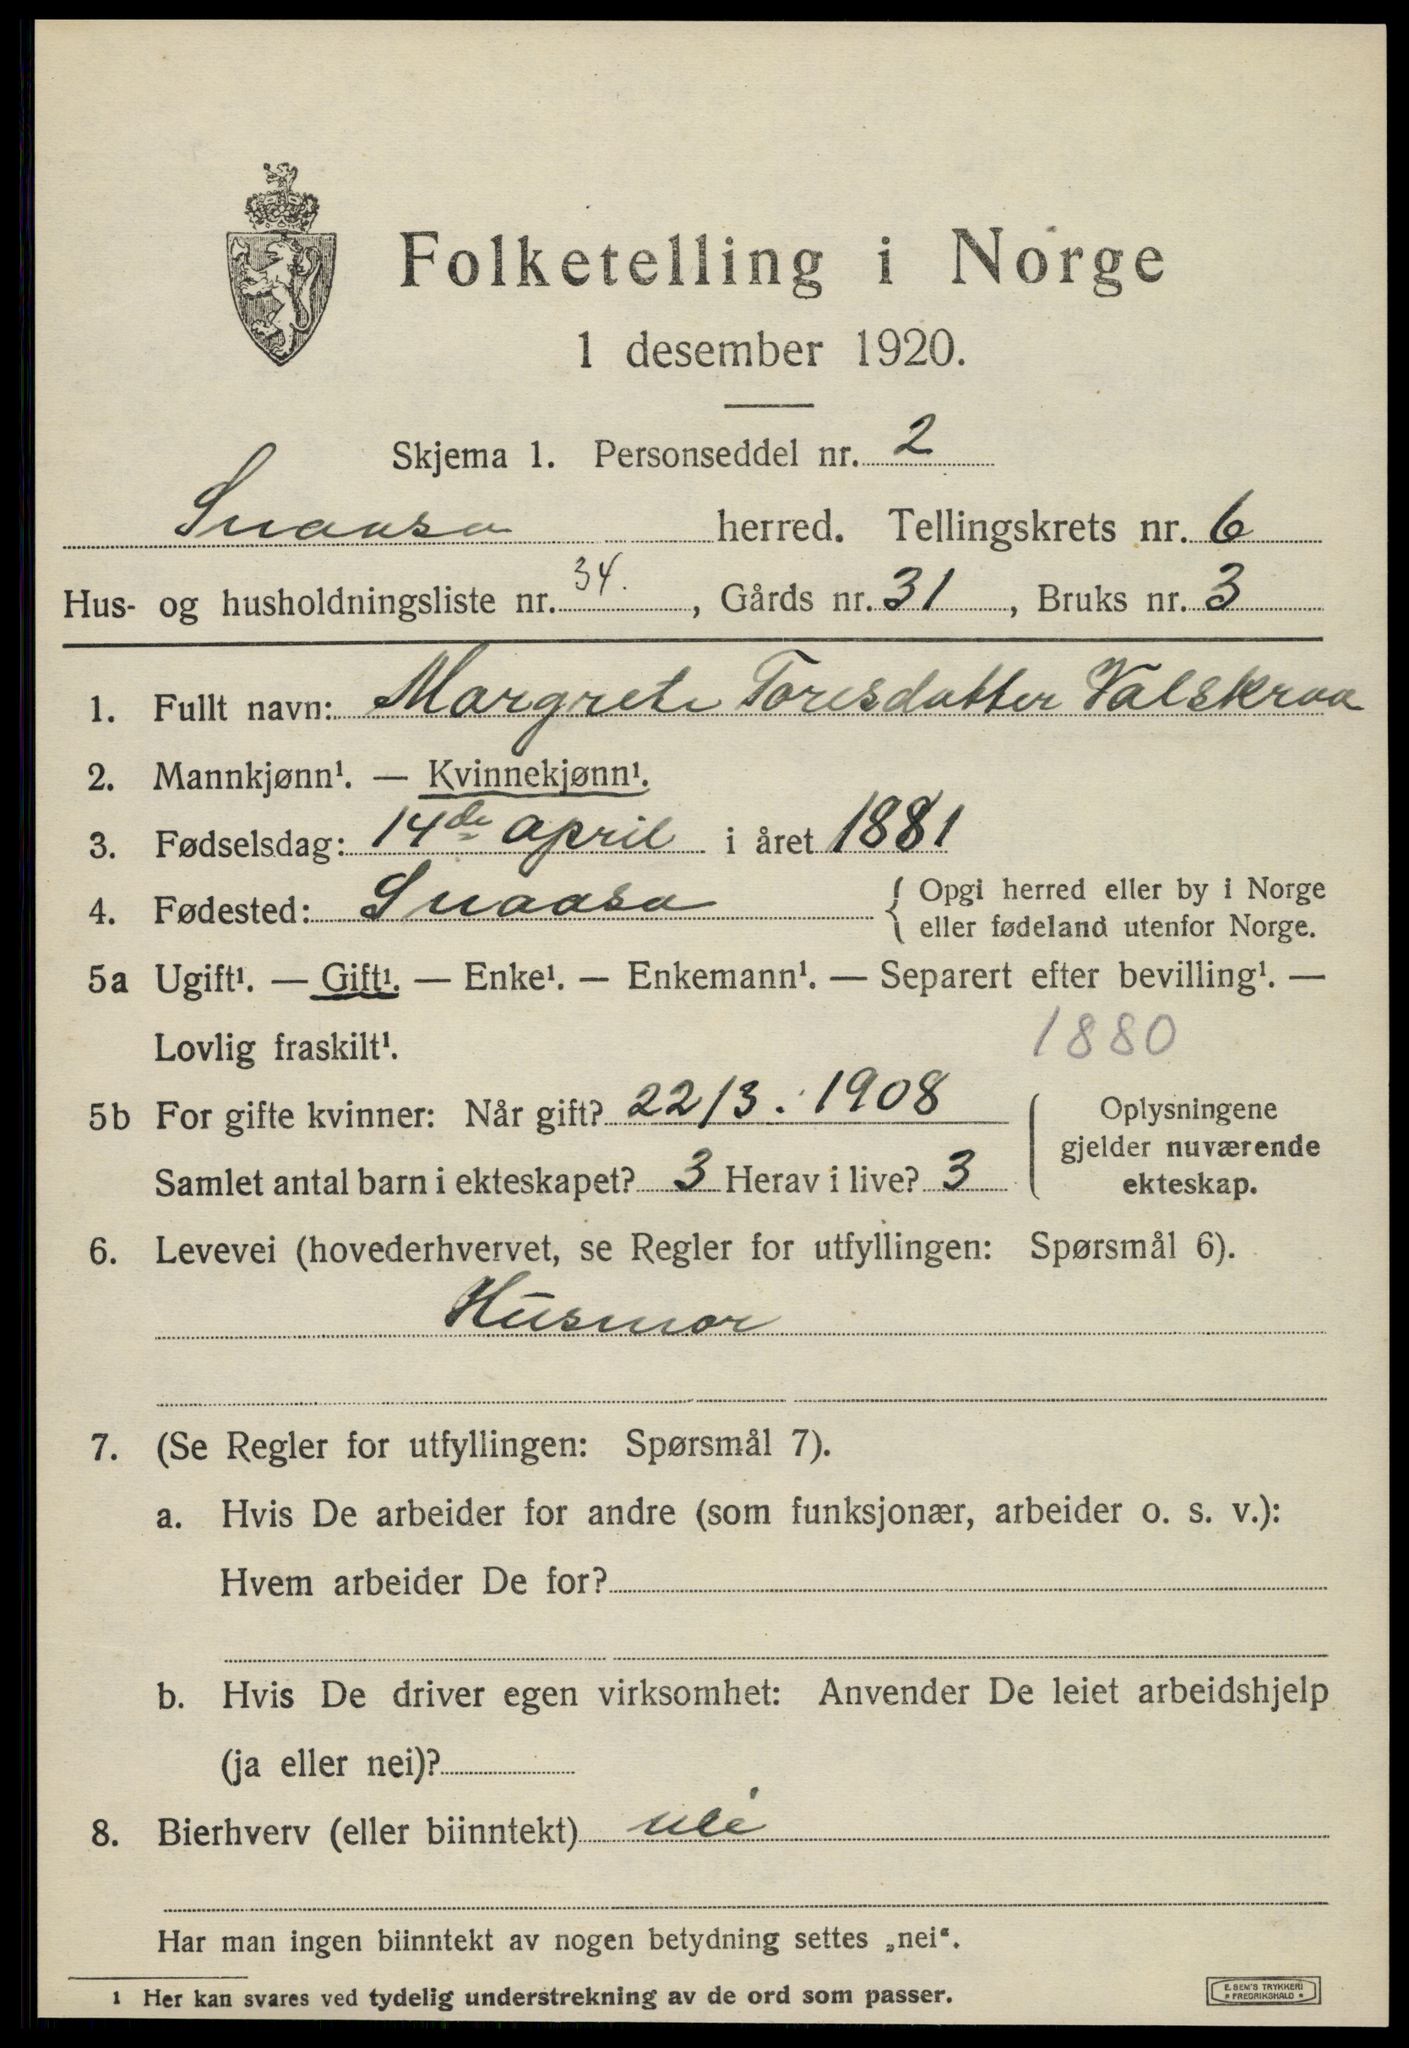 Folketelling i Norge
1 desember 1920.
Skjema 1. Personseddel nr. 2
Snaasa herred. Tellingskrets nr. 6
Hus- og husholdningsliste nr. 34. , Gårds nr. 31 , Bruks nr. 3
1. Fullt navn: Margrete Toresdatter Valskraa
2. Mannkjønn¹. — Kvinnekjønn¹.
3. Fødselsdag: 14de april i året 1881
4. Fødested: Snaasa { Opgi herred eller by i Norge
eller fødeland utenfor Norge.
5a Ugift¹. — Gift¹. — Enke¹. — Enkemann¹. — Separert efter bevilling¹. —
Lovlig fraskilt¹. 1880
5b For gifte kvinner: Når gift? 22/3. 1908
Samlet antal barn i ekteskapet? 3 Herav i live? 3
Oplysningene
gjelder nuværende
ekteskap.
6. Levevei (hovederhvervet, se Regler for utfyllingen: Spørsmål 6).
Husmor
7. (Se Regler for utfyllingen: Spørsmål 7).
a. Hvis De arbeider for andre (som funksjonær, arbeider o. s. v.):
Hvem arbeider De for?
b. Hvis De driver egen virksomhet: Anvender De leiet arbeidshjelp
(ja eller nei)?
8. Bierhverv (eller biinntekt) nei
Har man ingen biinntekt av nogen betydning settes „nei“.
1 Her kan svares ved tydelig understrekning av de ord som passer.
E. SEM'S TRYKKERI
FREDRIKSHALD